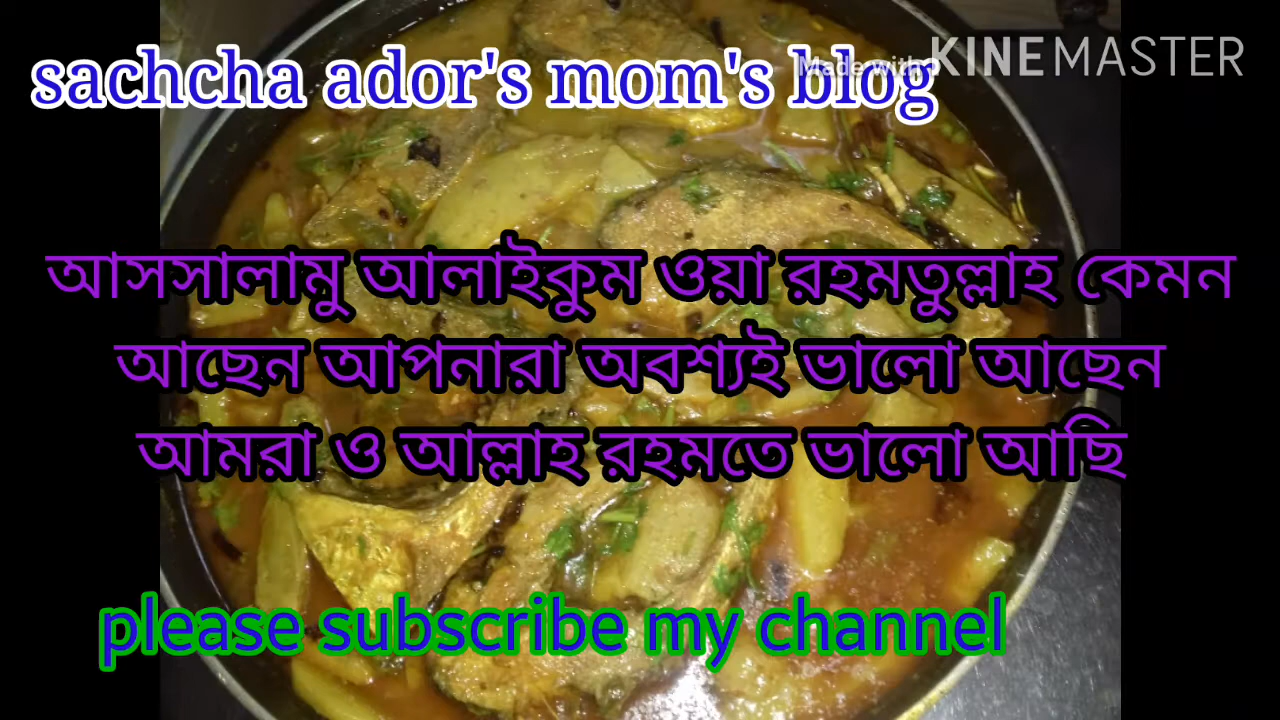 sachcha ador's mom's blog
Made with KINEMASTER
আসসালামু আলাইকুম ওয়া রহমতুল্লাহ কেমন
আছেন আপনারা অবশ্যই ভালো আছেন
আমরা ও আল্লাহ রহমতে ভালো আছি
please subscribe my channel